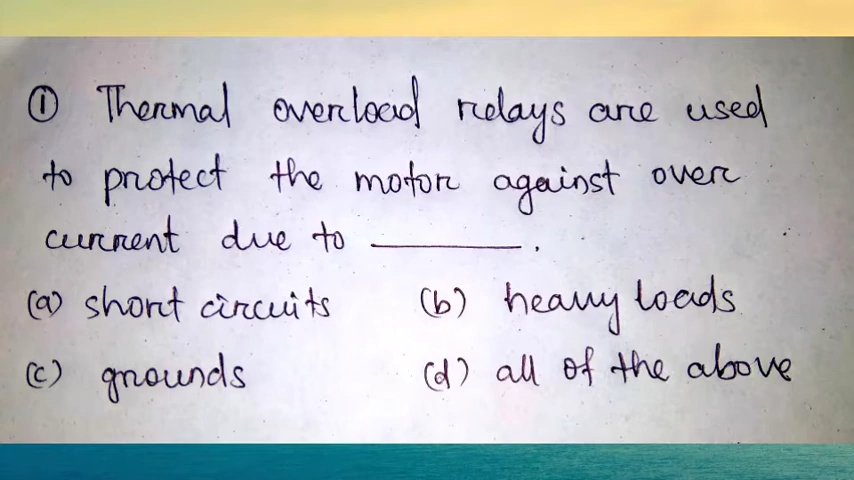 ① Thermal overload relays are used
to protect the motor against over
current due to ________.
(a) short circuits (b) heavy loads
(c) grounds (d) all of the above